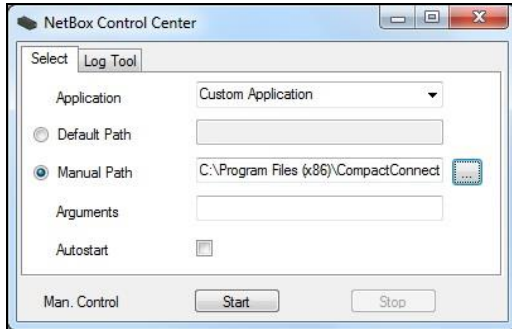 NetBox Control Center
Select Log Tool
Application Custom Application
Default Path
Manual Path C:\Program Files (x86)\CompactConnect ...
Arguments
Autostart
Man. Control Start Stop